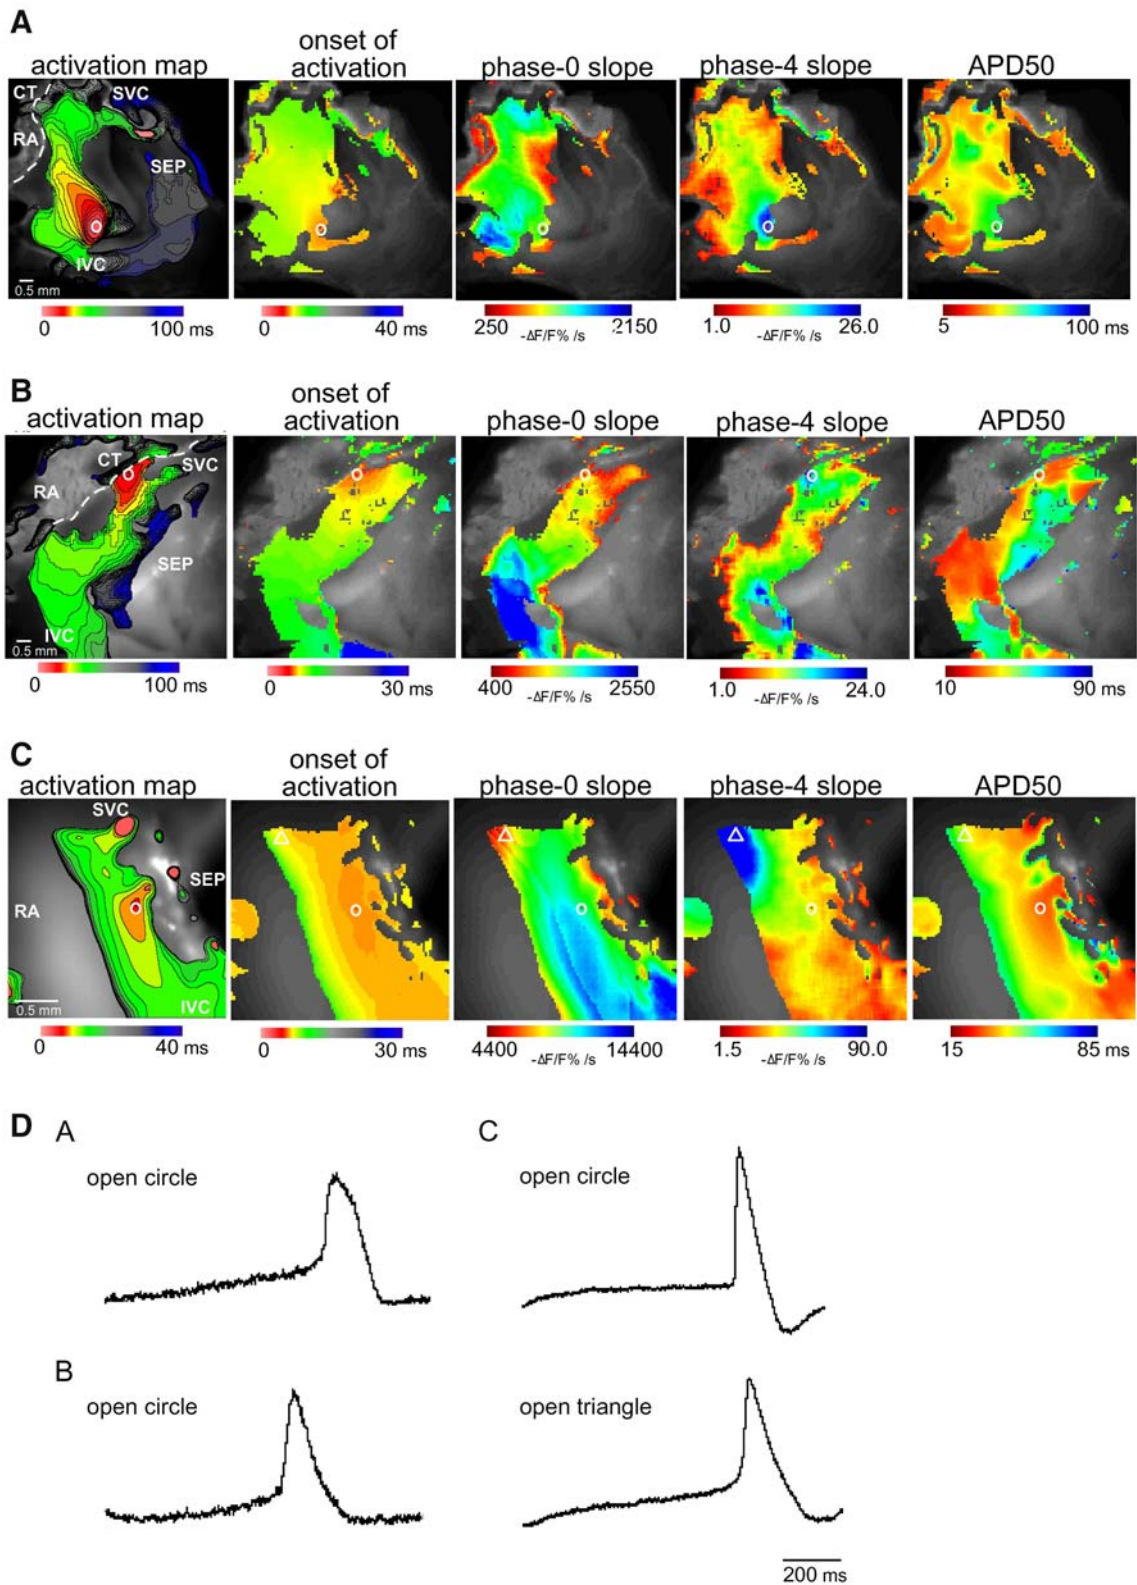 A
activation map
onset of
activation
phase-0 slope
phase-4 slope
APD50
CT
SVC
RA
SEP
IVC
0.5 mm
0 100 ms
0 40 ms
250 2150
-ΔF/F% /s
1.0 26.0
-ΔF/F% /s
5 100 ms
B
activation map
onset of
activation
phase-0 slope
phase-4 slope
APD50
CT
SVC
RA
SEP
IVC
0.5 mm
0 100 ms
0 30 ms
400 2550
-ΔF/F% /s
1.0 24.0
-ΔF/F% /s
10 90 ms
C
activation map
onset of
activation
phase-0 slope
phase-4 slope
APD50
SVC
SEP
RA
IVC
0.5 mm
0 40 ms
0 30 ms
4400 14400
-ΔF/F% /s
1.5 90.0
-ΔF/F% /s
15 85 ms
D
A
open circle
C
open circle
B
open circle
open triangle
200 ms